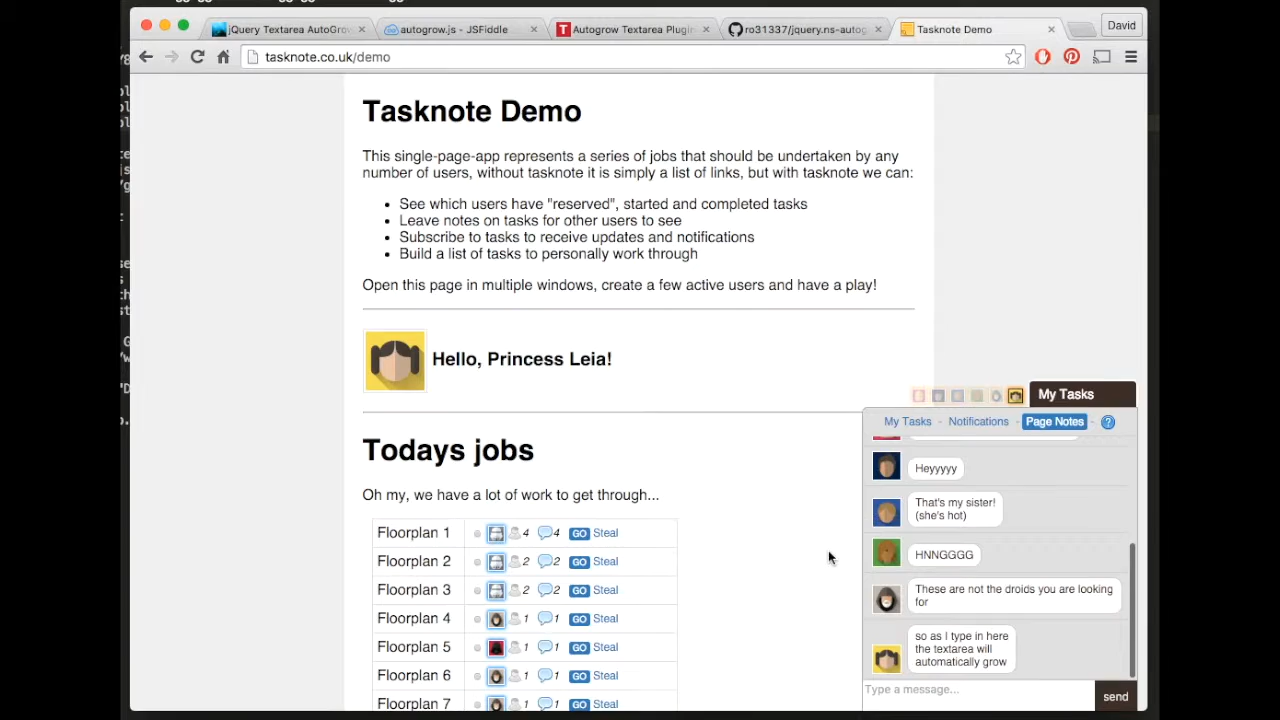 jQuery Textarea AutoGro
autogrow.js - JSFiddle
Autogrow Textarea Plugin
ro31337/jquery.ns-autog
Tasknote Demo
David
tasknote.co.uk/demo
Tasknote Demo
This single-page-app represents a series of jobs that should be undertaken by any
number of users, without tasknote it is simply a list of links, but with tasknote we can:
See which users have "reserved", started and completed tasks
Leave notes on tasks for other users to see
Subscribe to tasks to receive updates and notifications
Build a list of tasks to personally work through
Open this page in multiple windows, create a few active users and have a play!
Hello, Princess Leia!
Todays jobs
Oh my, we have a lot of work to get through...
Floorplan 1 4 4 GO Steal
Floorplan 2 2 2 GO Steal
Floorplan 3 2 2 GO Steal
Floorplan 4 1 1 GO Steal
Floorplan 5 1 1 GO Steal
Floorplan 6 1 1 GO Steal
Floorplan 7 1 1 GO Steal
My Tasks
My Tasks - Notifications - Page Notes - ?
Heyyyyy
That's my sister!
(she's hot)
HNNGGGG
These are not the droids you are looking
for
so as I type in here
the textarea will
automatically grow
Type a message...
send